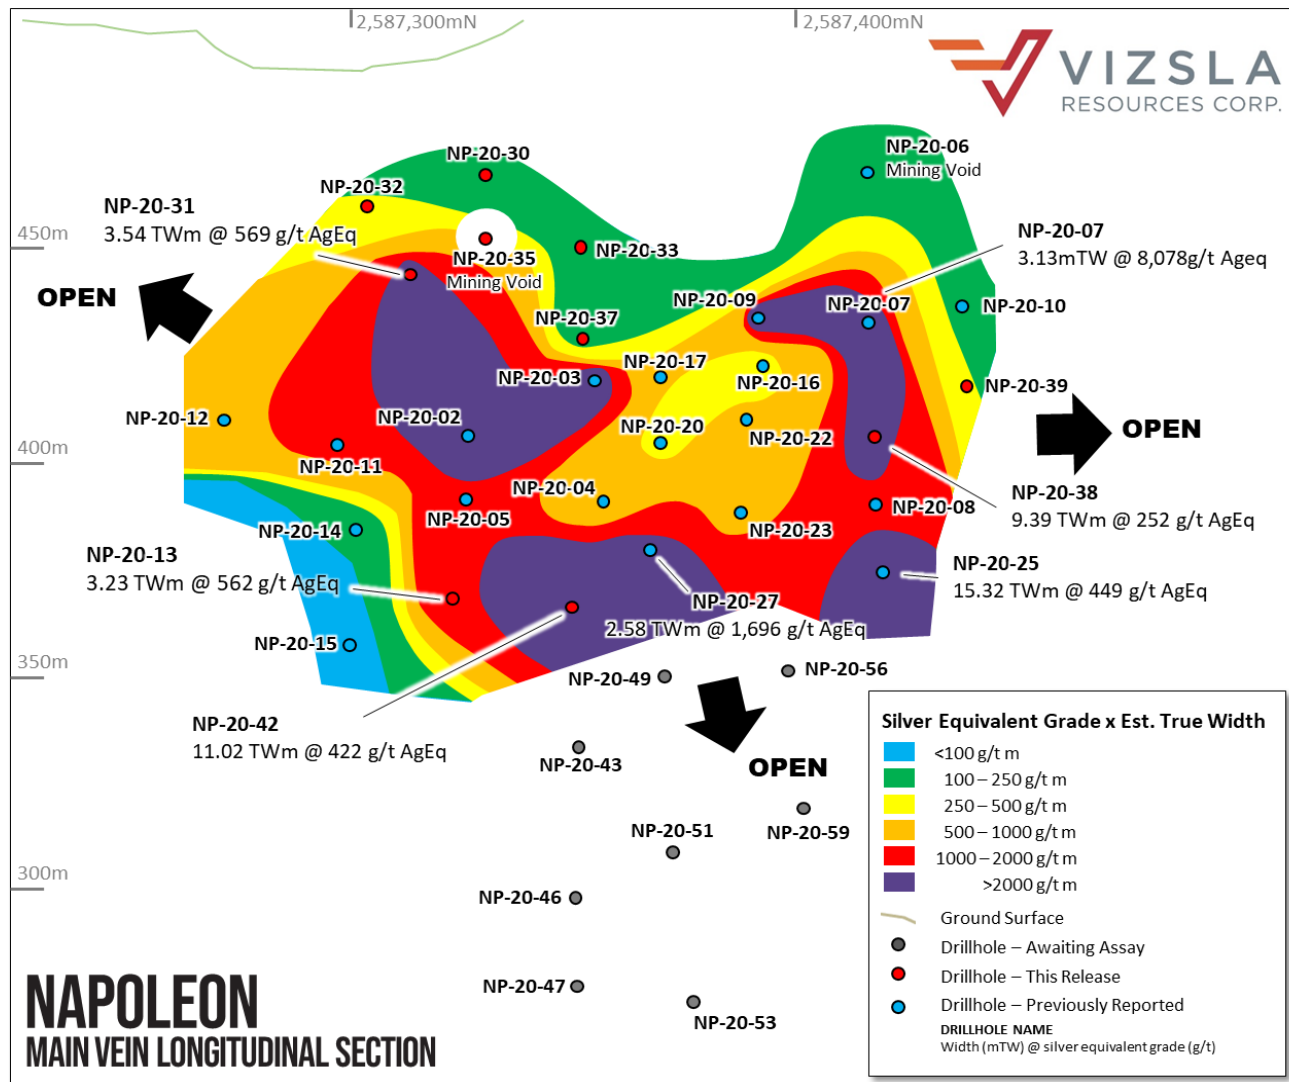 2,587,300mN
2,587,400mN
VIZSLA
RESOURCES CORP.
NP-20-30
NP-20-06
Mining Void
NP-20-32
NP-20-31
3.54 TWm @ 569 g/t AgEq
450m
NP-20-35
Mining Void
NP-20-33
NP-20-07
3.13mTW @ 8,078g/t Ageq
OPEN
NP-20-09
NP-20-07
NP-20-10
NP-20-37
NP-20-17
NP-20-03
NP-20-16
NP-20-39
NP-20-12
NP-20-02
NP-20-20
NP-20-22
OPEN
400m
NP-20-11
NP-20-04
NP-20-05
NP-20-23
NP-20-08
NP-20-38
9.39 TWm @ 252 g/t AgEq
NP-20-14
NP-20-13
3.23 TWm @ 562 g/t AgEq
NP-20-25
15.32 TWm @ 449 g/t AgEq
NP-20-27
2.58 TWm @ 1,696 g/t AgEq
NP-20-15
350m
NP-20-49
NP-20-56
NP-20-42
11.02 TWm @ 422 g/t AgEq
NP-20-43
OPEN
NP-20-51
NP-20-59
300m
NP-20-46
NP-20-47
NP-20-53
NAPOLEON
MAIN VEIN LONGITUDINAL SECTION
Silver Equivalent Grade x Est. True Width
<100 g/t m
100 – 250 g/t m
250 – 500 g/t m
500 – 1000 g/t m
1000 – 2000 g/t m
>2000 g/t m
Ground Surface
Drillhole – Awaiting Assay
Drillhole – This Release
Drillhole – Previously Reported
DRILLHOLE NAME
Width (mTW) @ silver equivalent grade (g/t)